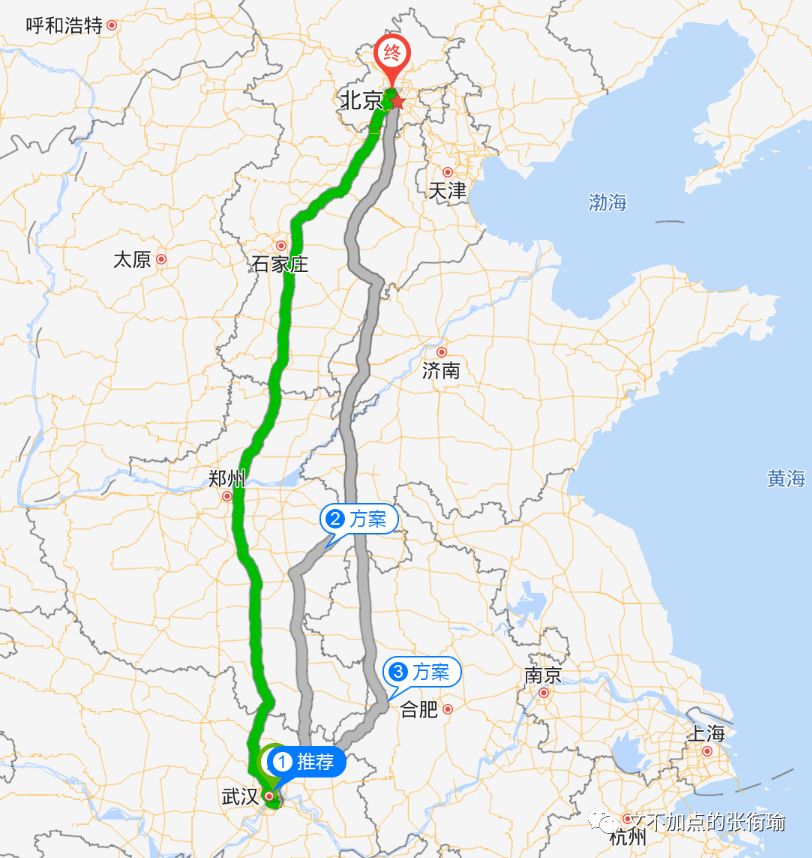 呼和浩特
终
北京
天津
渤海
太原
石家庄
济南
郑州
黄海
2 方案
3 方案
南京
合肥
上海
1 推荐
武汉
文不加点的张衔瑜
杭州